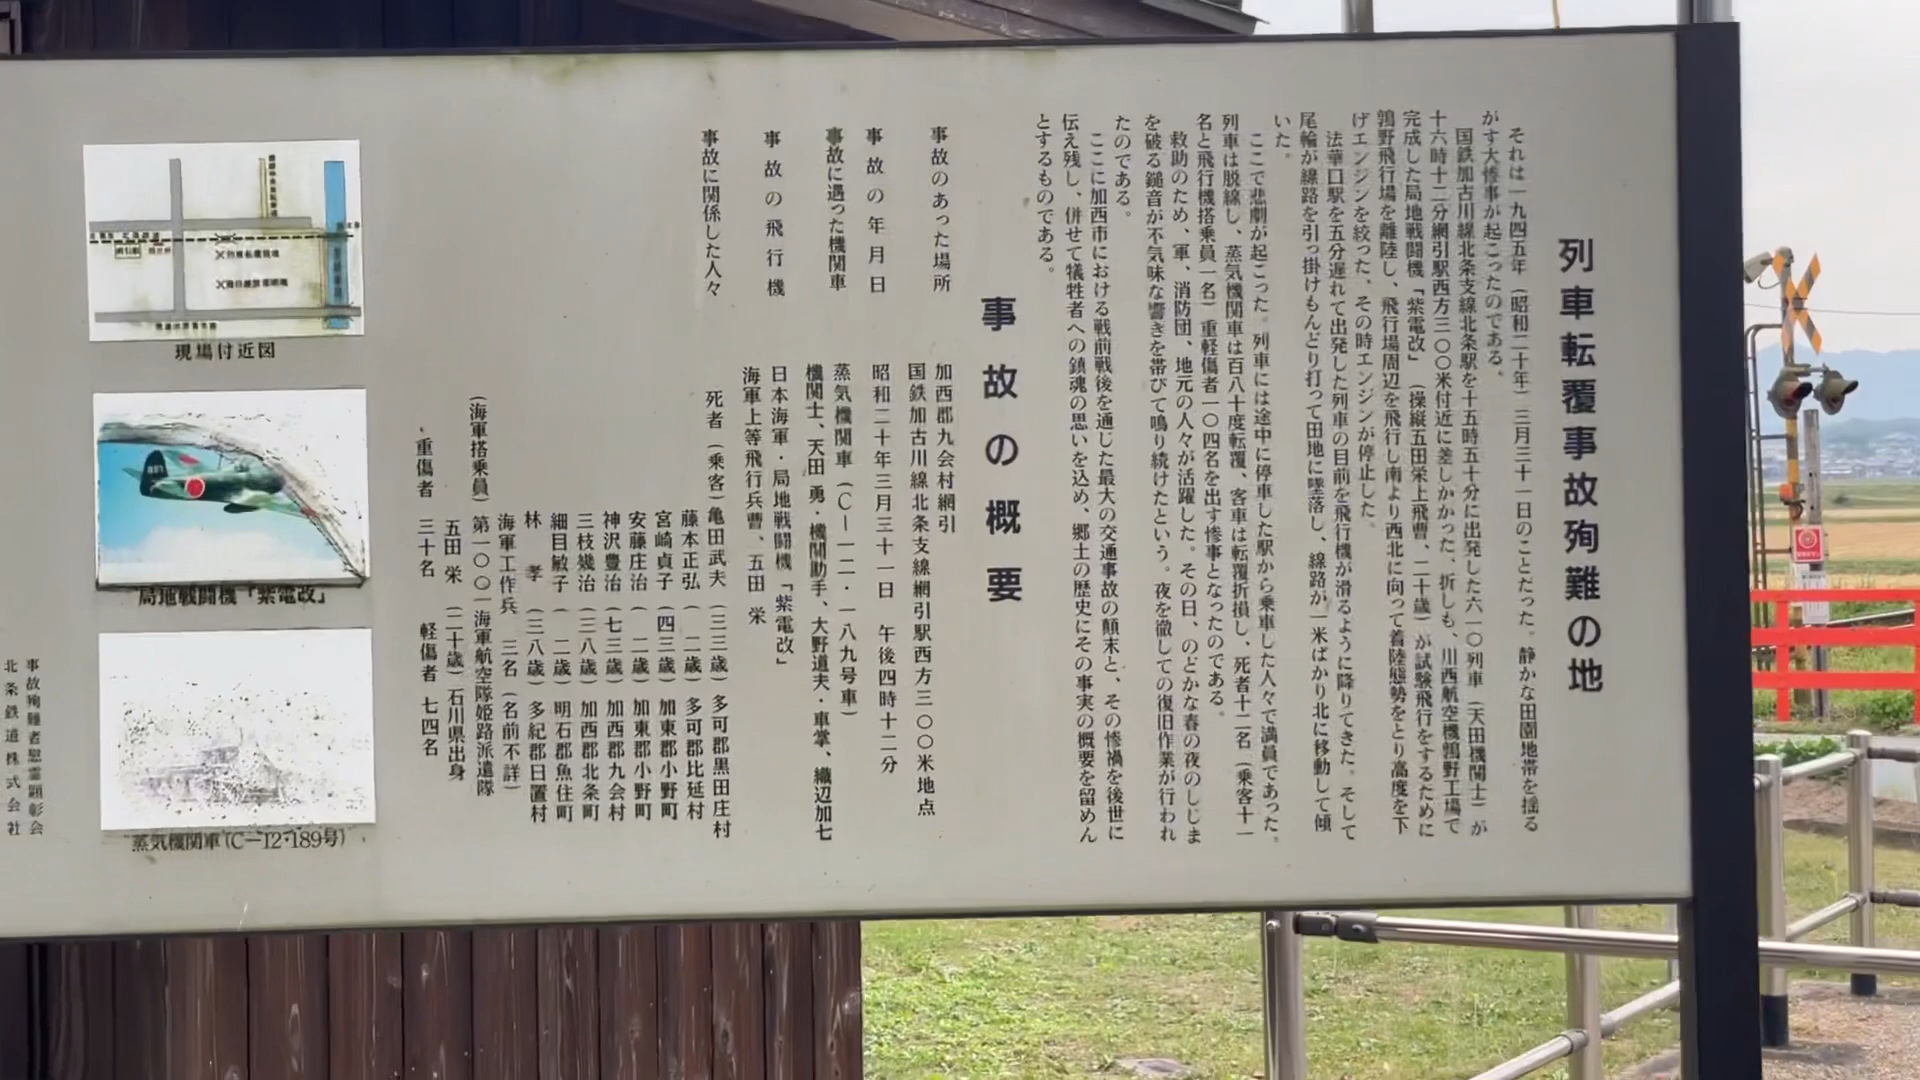 列車転覆事故殉難の地
それは一九四五年（昭和二十年）三月三十一日のことだった。静かな田園地帯を揺る
がす大惨事が起こったのである。
国鉄加古川線北条支線北条駅を十五時五十分に出発した六一〇列車（天田機関士）が
十六時十二分網引駅西方三〇〇米付近に差しかかった、折しも、川西航空機鶉野工場で
完成した局地戦闘機「紫電改」（操縦五田栄上飛曹、二十歳）が試験飛行をするために
鶉野飛行場を離陸し、飛行場周辺を飛行し南より西北に向って着陸態勢をとり高度を下
げエンジンを絞った、その時エンジンが停止した。
法華口駅を五分遅れて出発した列車の目前を飛行機が滑るように降りてきた。そして
尾輪が線路を引っ掛けもんどり打って田地に墜落し、線路が一米ばかり北に移動して傾
いた。
ここで悲劇が起こった。列車には途中に停車した駅から乗車した人々で満員であった。
列車は脱線し、蒸気機関車は百八十度転覆、客車は転覆折損し、死者十二名（乗客十一
名と飛行機搭乗員一名）重軽傷者一〇四名を出す惨事となったのである。
救助のため、軍、消防団、地元の人々が活躍した。その日、のどかな春の夜のしじま
を破る鎚音が不気味な響きを帯びて鳴り続けたという。夜を徹しての復旧作業が行われ
たのである。
ここに加西市における戦前戦後を通じた最大の交通事故の顛末と、その惨禍を後世に
伝え残し、併せて犠牲者への鎮魂の思いを込め、郷土の歴史にその事実の概要を留めん
とするものである。
事故の概要
事故のあった場所　加西郡九会村網引
国鉄加古川線北条支線網引駅西方三〇〇米地点
事故の年月日　昭和二十年三月三十一日　午後四時十二分
事故に遇った機関車　蒸気機関車（C－一二・一八九号車）
機関士、天田 勇・機関助手、大野道夫・車掌、織辺加七
事故の飛行機　日本海軍・局地戦闘機「紫電改」
海軍上等飛行兵曹、五田 栄
事故に関係した人々　死者（乗客）亀田武夫（三三歳）多可郡黒田庄村
藤本正弘（一二歳）多可郡比延村
宮崎貞子（四三歳）加東郡小野町
安藤庄治（一二歳）加東郡小野町
神沢豊治（七三歳）加西郡九会村
三枝幾治（三八歳）加西郡北条町
細目敏子（一二歳）明石郡魚住町
林　孝（三八歳）多紀郡日置村
海軍工作兵　三名（名前不詳）
（海軍搭乗員）第一〇〇一海軍航空隊姫路派遣隊
五田 栄（二十歳）石川県出身
重傷者　三十名　軽傷者 七四名
現場付近図
局地戦闘機「紫電改」
蒸気機関車（C－12・189号）
事故殉難者慰霊顕彰会
北条鉄道株式会社